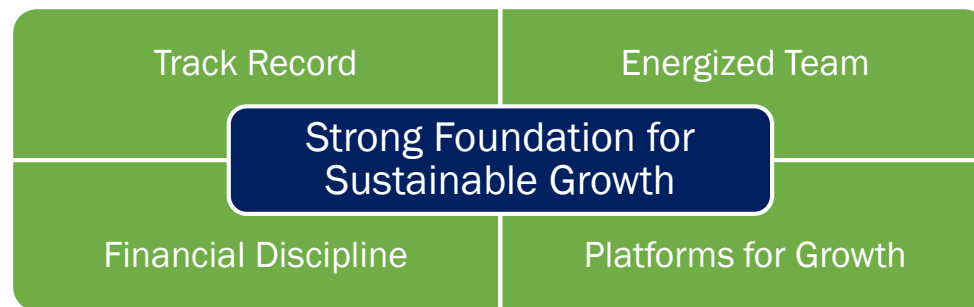 Track Record
Energized Team
Strong Foundation for
Sustainable Growth
Financial Discipline
Platforms for Growth